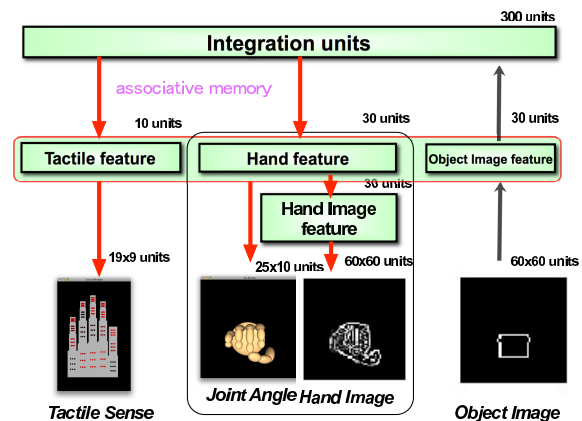 300 units
Integration units
associative memory
10 units
30 units
30 units
Tactile feature
Hand feature
Object Image feature
30 units
Hand Image
feature
19x9 units
25x10 units
60x60 units
60x60 units
Joint Angle
Hand Image
Tactile Sense
Object Image